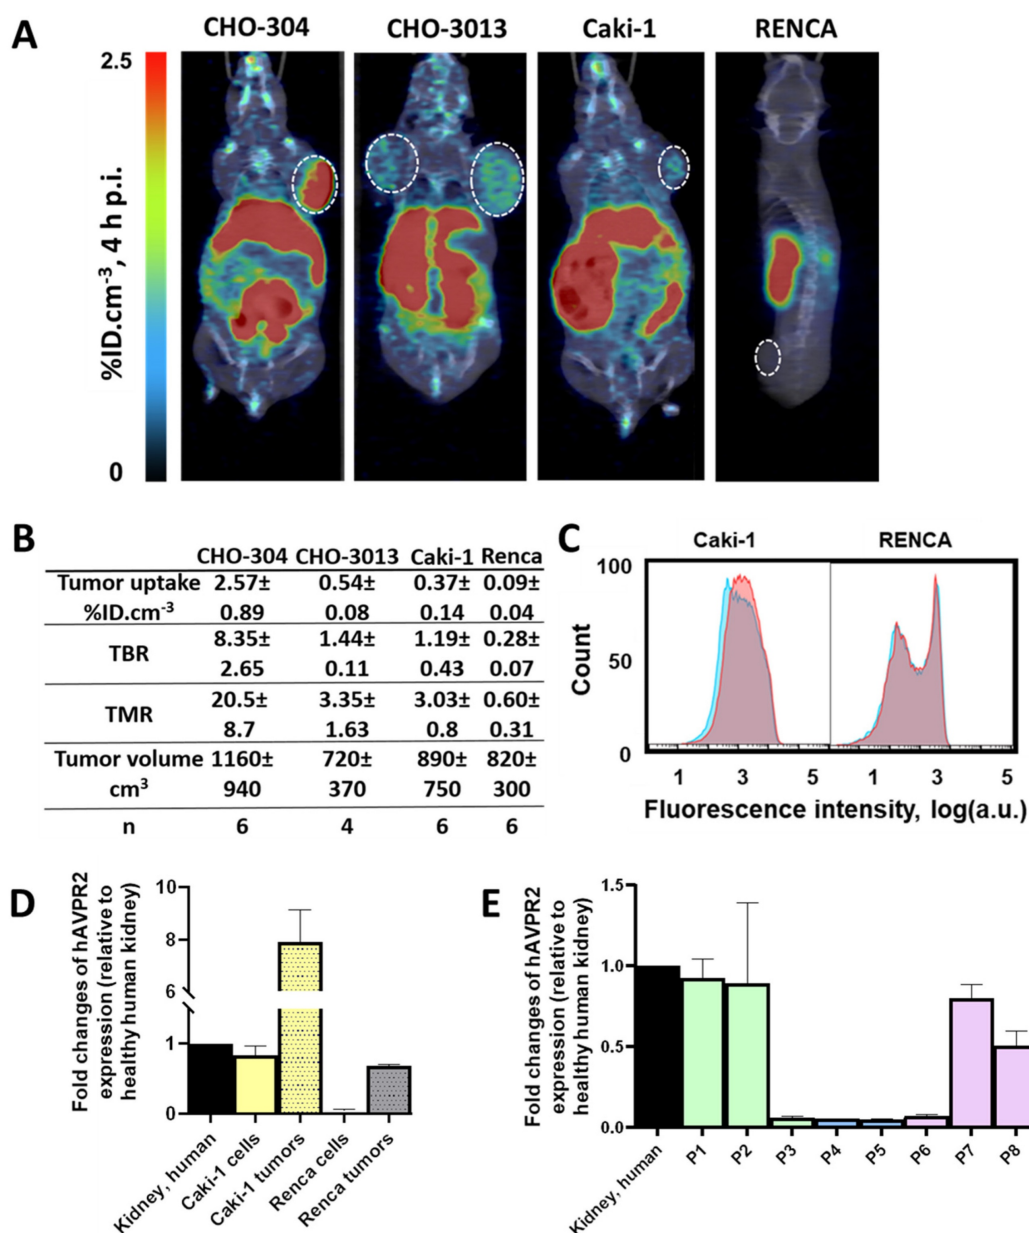 A
CHO-304
CHO-3013
Caki-1
RENCA
2.5
%ID.cm-3, 4 h p.i.
0
B
CHO-304 CHO-3013 Caki-1 Renca
Tumor uptake 2.57± 0.54± 0.37± 0.09±
%ID.cm-3 0.89 0.08 0.14 0.04
TBR 8.35± 1.44± 1.19± 0.28±
2.65 0.11 0.43 0.07
TMR 20.5± 3.35± 3.03± 0.60±
8.7 1.63 0.8 0.31
Tumor volume 1160± 720± 890± 820±
cm3 940 370 750 300
n 6 4 6 6
C
Caki-1
RENCA
100
50
0
Count
1 3 5 1 3 5
Fluorescence intensity, log(a.u.)
D
Fold changes of hAVPR2
expression (relative to
healthy human kidney)
10
8
6
1
0
Kidney, human
Caki-1 cells
Caki-1 tumors
Renca cells
Renca tumors
E
Fold changes of hAVPR2
expression (relative to
healthy human kidney)
1.5
1.0
0.5
0.0
Kidney, human
P1
P2
P3
P4
P5
P6
P7
P8